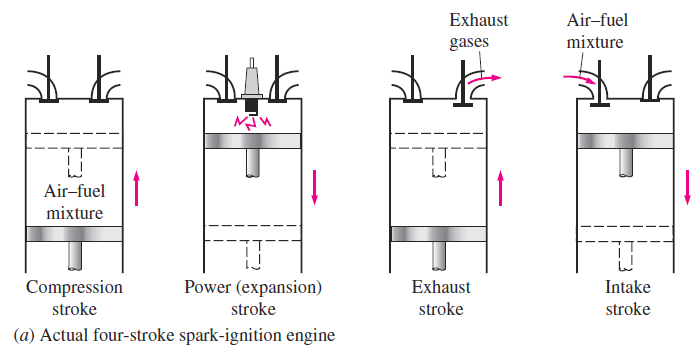 Exhaust
gases
Air–fuel
mixture
Air–fuel
mixture
Compression
stroke
Power (expansion)
stroke
Exhaust
stroke
Intake
stroke
(a) Actual four-stroke spark-ignition engine